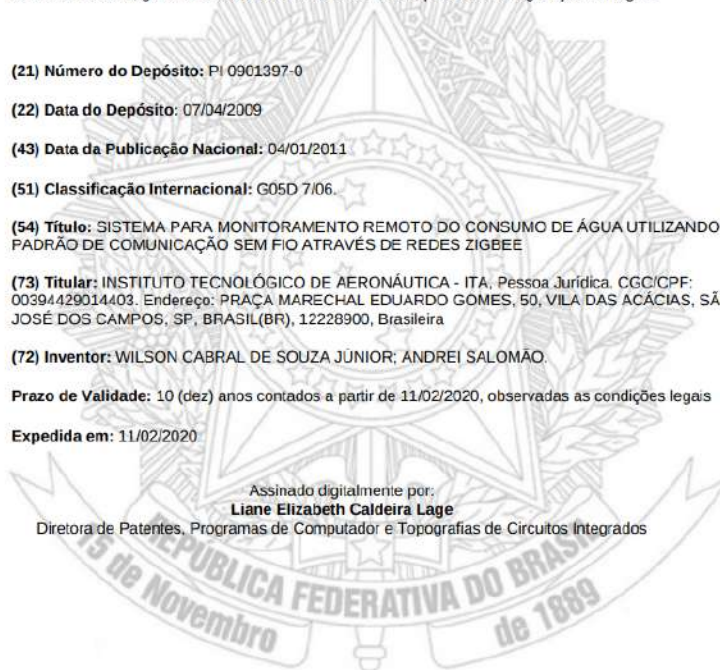 (21) Número do Depósito: PI 0901397-0
(22) Data do Depósito: 07/04/2009
(43) Data da Publicação Nacional: 04/01/2011
(51) Classificação Internacional: G05D 7/06.
(54) Título: SISTEMA PARA MONITORAMENTO REMOTO DO CONSUMO DE ÁGUA UTILIZANDO
PADRÃO DE COMUNICAÇÃO SEM FIO ATRAVÉS DE REDES ZIGBEE
(73) Titular: INSTITUTO TECNOLÓGICO DE AERONÁUTICA - ITA, Pessoa Jurídica. CGC/CPF:
00394429014403. Endereço: PRAÇA MARECHAL EDUARDO GOMES, 50, VILA DAS ACÁCIAS, SÃ
JOSÉ DOS CAMPOS, SP, BRASIL(BR), 12228900, Brasileira
(72) Inventor: WILSON CABRAL DE SOUZA JÚNIOR; ANDREI SALOMÃO.
Prazo de Validade: 10 (dez) anos contados a partir de 11/02/2020, observadas as condições legais
Expedida em: 11/02/2020
Assinado digitalmente por:
Liane Elizabeth Caldeira Lage
Diretora de Patentes, Programas de Computador e Topografias de Circuitos Integrados
REPUBLICA FEDERATIVA DO BRASIL
15 de Novembro
de 1889